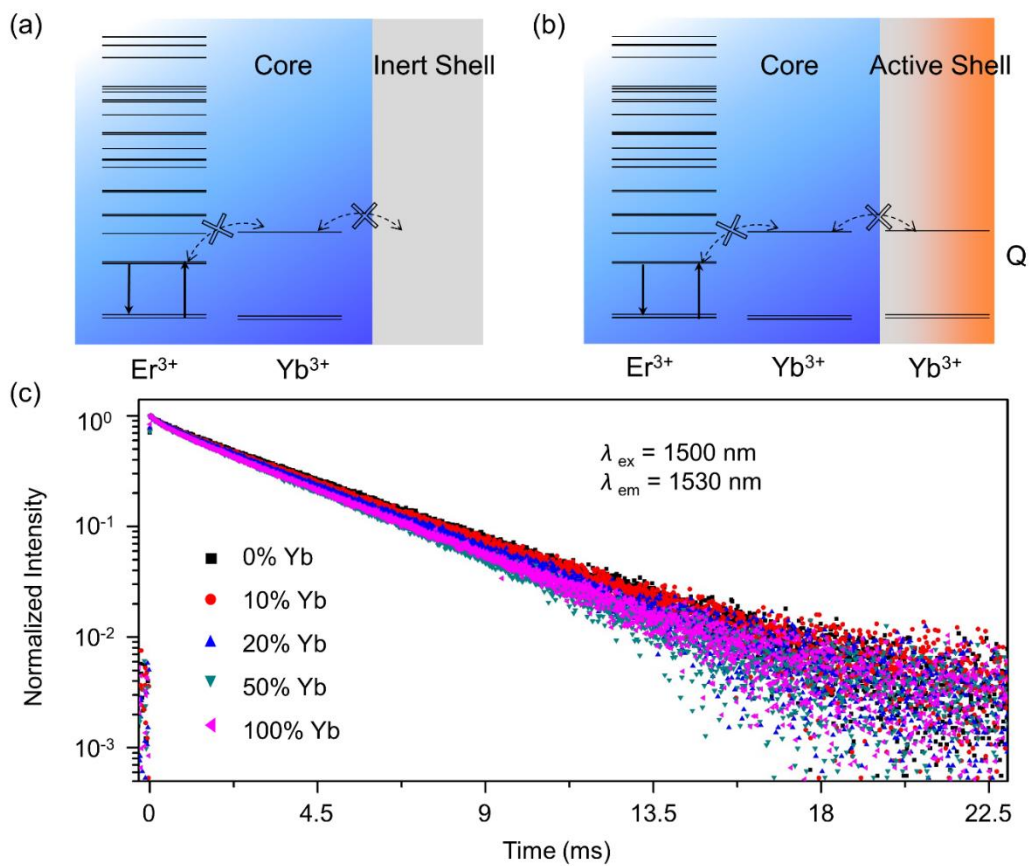 (a)
Core
Inert Shell
Er³⁺
Yb³⁺
(b)
Core
Active Shell
Q
Er³⁺
Yb³⁺
Yb³⁺
(c)
Normalized Intensity
10⁰
10⁻¹
10⁻²
10⁻³
λ ex = 1500 nm
λ em = 1530 nm
0% Yb
10% Yb
20% Yb
50% Yb
100% Yb
0 4.5 9 13.5 18 22.5
Time (ms)